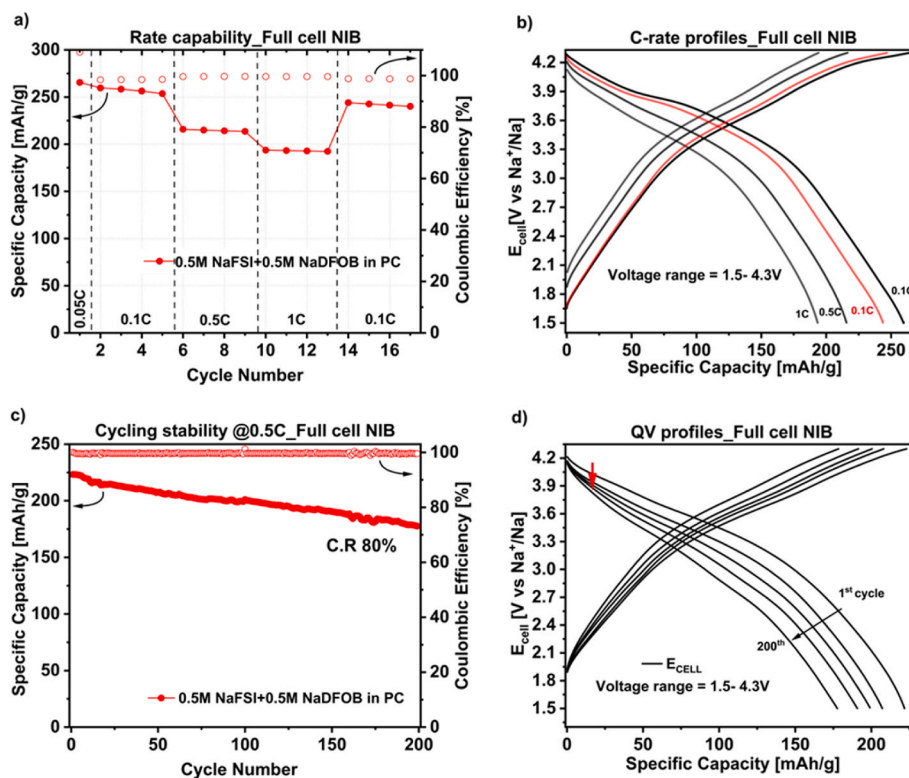 a)
Rate capability_Full cell NIB
Specific Capacity [mAh/g]
300
250
200
150
100
50
0
0.05C
0.1C
0.5C
1C
0.1C
0.5M NaFSI+0.5M NaDFOB in PC
2 4 6 8 10 12 14 16
Cycle Number
100
80
60
40
20
0
Coulombic Efficiency [%]
b)
C-rate profiles_Full cell NIB
E cell [V vs Na+/Na]
4.2
3.9
3.6
3.3
3.0
2.7
2.4
2.1
1.8
1.5
Voltage range = 1.5- 4.3V
1C
0.5C
0.1C
0.1C
0 50 100 150 200 250
Specific Capacity [mAh/g]
c)
Cycling stability @0.5C_Full cell NIB
Specific Capacity [mAh/g]
250
200
150
100
50
0
C.R 80%
0.5M NaFSI+0.5M NaDFOB in PC
0 50 100 150 200
Cycle Number
100
80
60
40
20
0
Coulombic Efficiency [%]
d)
QV profiles_Full cell NIB
E cell [V vs Na+/Na]
4.2
3.9
3.6
3.3
3.0
2.7
2.4
2.1
1.8
1.5
1st cycle
200th
E CELL
Voltage range = 1.5- 4.3V
0 50 100 150 200
Specific Capacity [mAh/g]